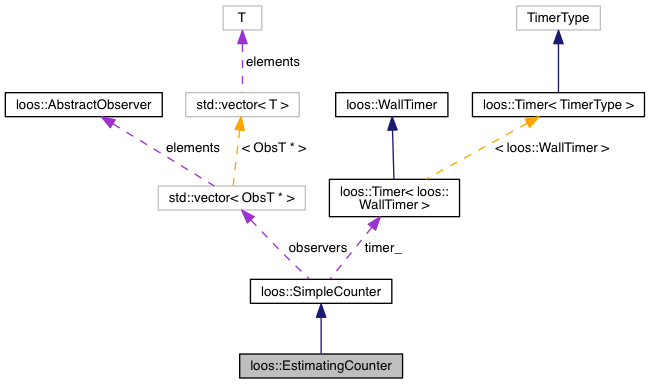 T
TimerType
elements
loos::AbstractObserver
std::vector< T >
loos::WallTimer
loos::Timer< TimerType >
elements
< ObsT * >
< loos::WallTimer >
std::vector< ObsT * >
loos::Timer< loos::
WallTimer >
observers
timer_
loos::SimpleCounter
loos::EstimatingCounter